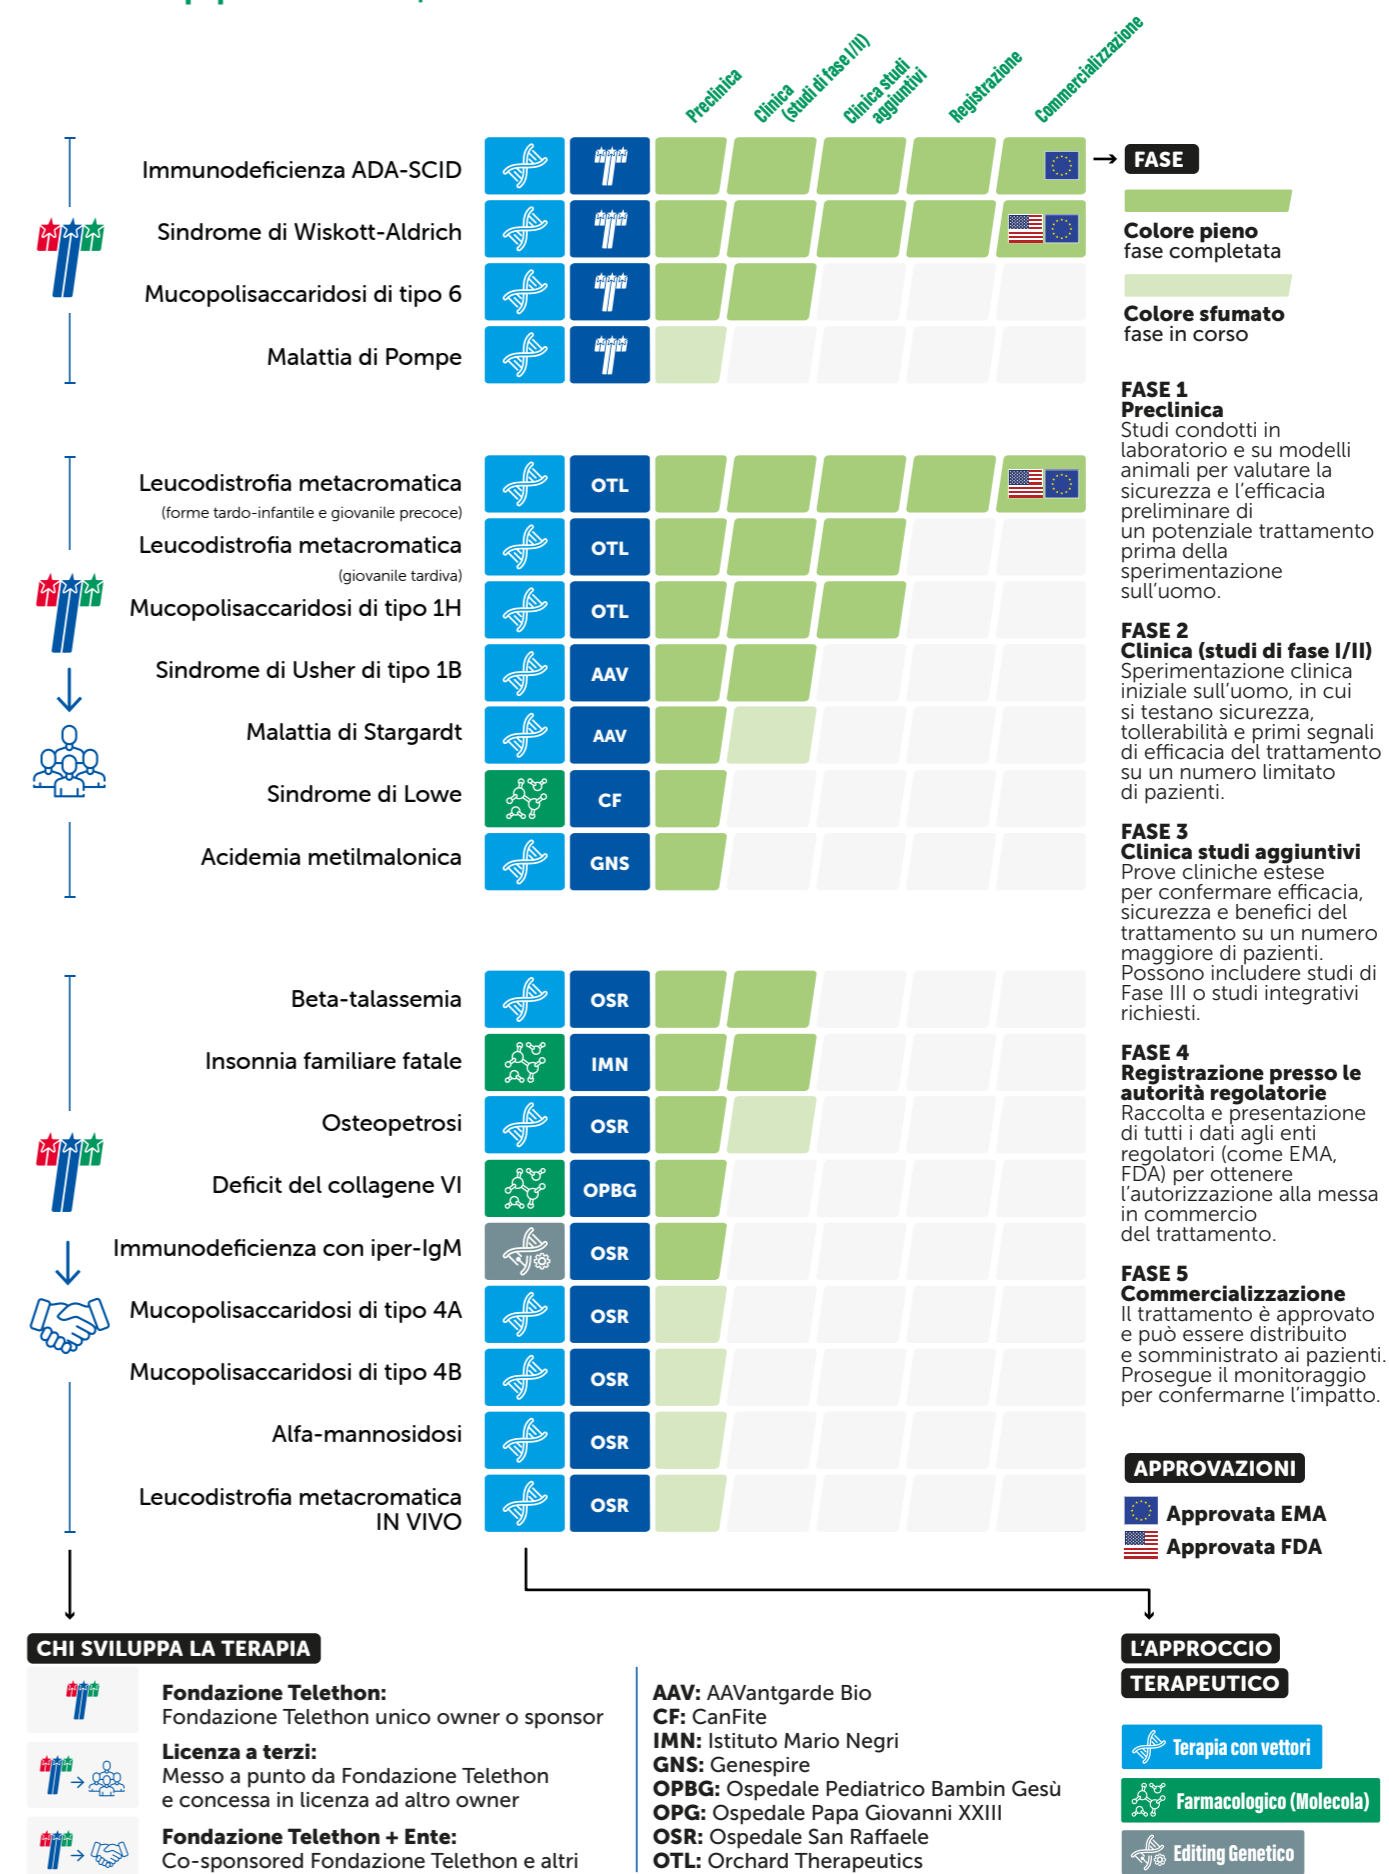 Preclinica
Clinica
(studi di fase I/II)
Clinica studi
aggiuntivi
Registrazione
Commercializzazione
Immunodeficienza ADA-SCID
Sindrome di Wiskott-Aldrich
Mucopolisaccaridosi di tipo 6
Malattia di Pompe
Leucodistrofia metacromatica
(forme tardo-infantile e giovanile precoce)
OTL
Leucodistrofia metacromatica
(giovanile tardiva)
OTL
Mucopolisaccaridosi di tipo 1H
OTL
Sindrome di Usher di tipo 1B
AAV
Malattia di Stargardt
AAV
Sindrome di Lowe
CF
Acidemia metilmalonica
GNS
Beta-talassemia
OSR
Insonnia familiare fatale
IMN
Osteopetrosi
OSR
Deficit del collagene VI
OPBG
Immunodeficienza con iper-IgM
OSR
Mucopolisaccaridosi di tipo 4A
OSR
Mucopolisaccaridosi di tipo 4B
OSR
Alfa-mannosidosi
OSR
Leucodistrofia metacromatica
IN VIVO
OSR
FASE
Colore pieno
fase completata
Colore sfumato
fase in corso
FASE 1
Preclinica
Studi condotti in
laboratorio e su modelli
animali per valutare la
sicurezza e l'efficacia
preliminare di
un potenziale trattamento
prima della
sperimentazione
sull'uomo.
FASE 2
Clinica (studi di fase I/II)
Sperimentazione clinica
iniziale sull'uomo, in cui
si testano sicurezza,
tollerabilità e primi segnali
di efficacia del trattamento
su un numero limitato
di pazienti.
FASE 3
Clinica studi aggiuntivi
Prove cliniche estese
per confermare efficacia,
sicurezza e benefici del
trattamento su un numero
maggiore di pazienti.
Possono includere studi di
Fase III o studi integrativi
richiesti.
FASE 4
Registrazione presso le
autorità regolatorie
Raccolta e presentazione
di tutti i dati agli enti
regolatori (come EMA,
FDA) per ottenere
l'autorizzazione alla messa
in commercio
del trattamento.
FASE 5
Commercializzazione
Il trattamento è approvato
e può essere distribuito
e somministrato ai pazienti.
Prosegue il monitoraggio
per confermarne l'impatto.
APPROVAZIONI
Approvata EMA
Approvata FDA
CHI SVILUPPA LA TERAPIA
Fondazione Telethon:
Fondazione Telethon unico owner o sponsor
Licenza a terzi:
Messo a punto da Fondazione Telethon
e concessa in licenza ad altro owner
Fondazione Telethon + Ente:
Co-sponsored Fondazione Telethon e altri
AAV: AAVantgarde Bio
CF: CanFite
IMN: Istituto Mario Negri
GNS: Genespire
OPBG: Ospedale Pediatrico Bambin Gesù
OPG: Ospedale Papa Giovanni XXIII
OSR: Ospedale San Raffaele
OTL: Orchard Therapeutics
L'APPROCCIO
TERAPEUTICO
Terapia con vettori
Farmacologico (Molecola)
Editing Genetico